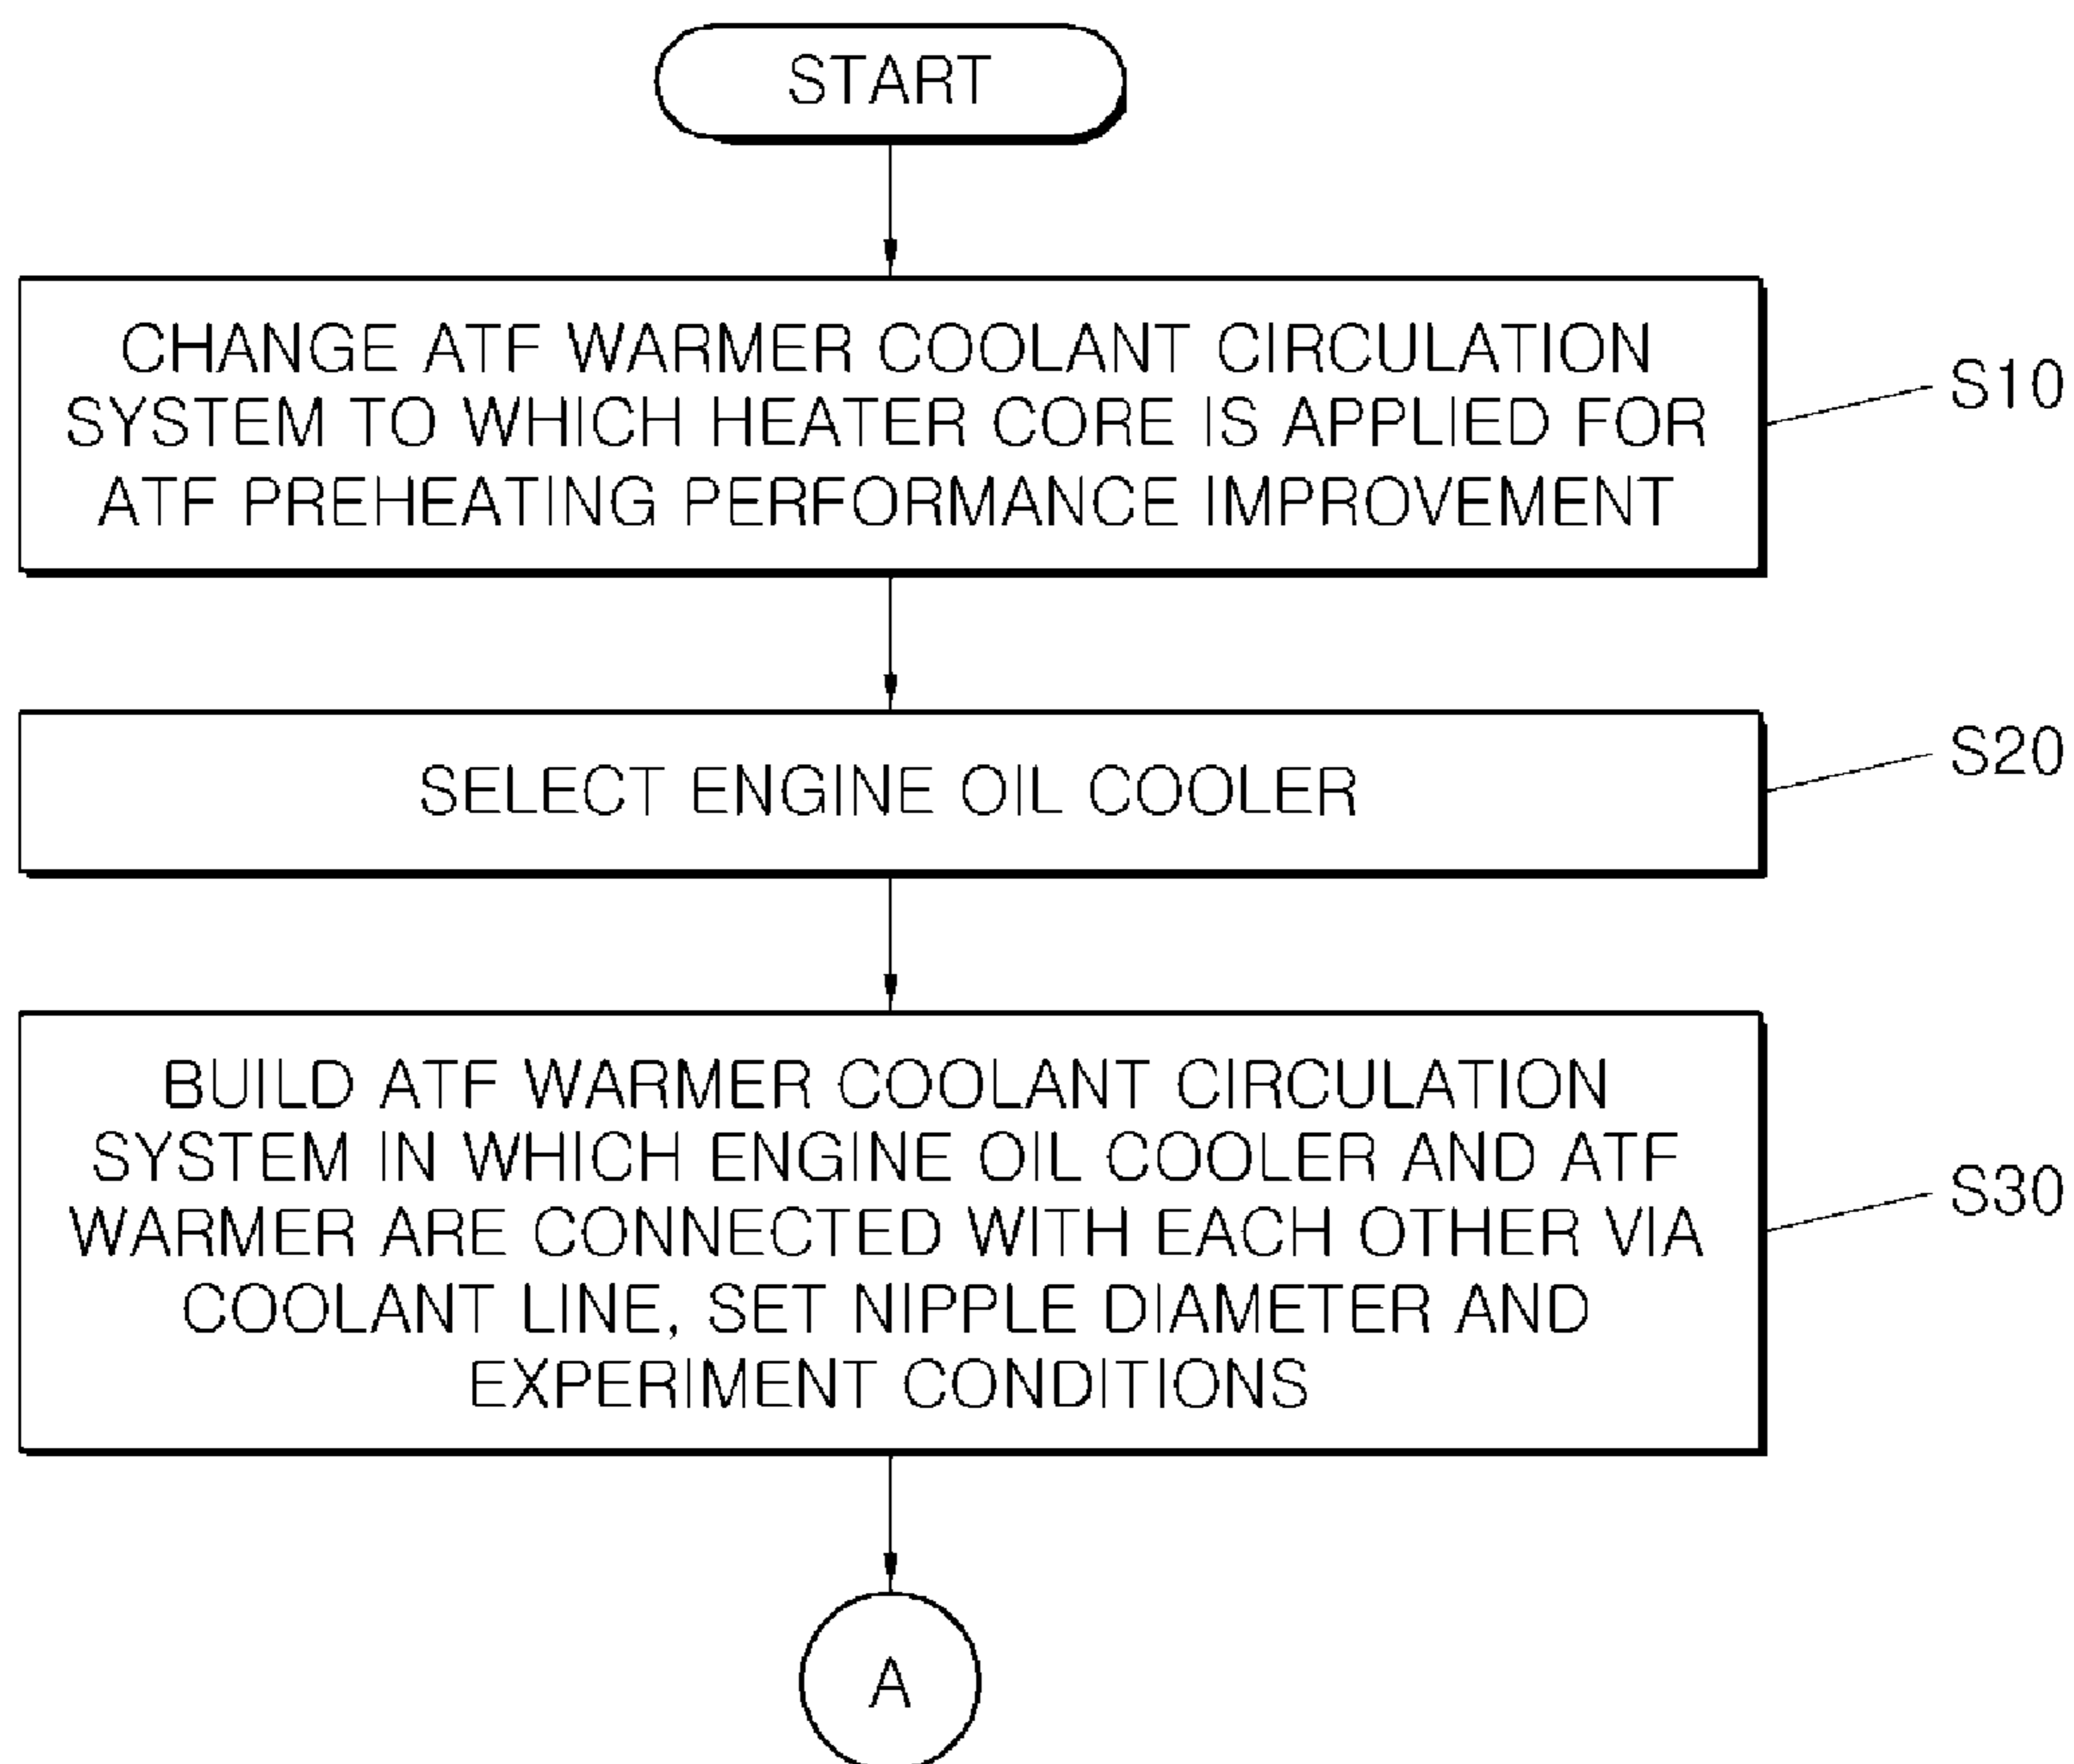 START
CHANGE ATF WARMER COOLANT CIRCULATION
SYSTEM TO WHICH HEATER CORE IS APPLIED FOR
ATF PREHEATING PERFORMANCE IMPROVEMENT
S10
SELECT ENGINE OIL COOLER
S20
BUILD ATF WARMER COOLANT CIRCULATION
SYSTEM IN WHICH ENGINE OIL COOLER AND ATF
WARMER ARE CONNECTED WITH EACH OTHER VIA
COOLANT LINE, SET NIPPLE DIAMETER AND
EXPERIMENT CONDITIONS
S30
A